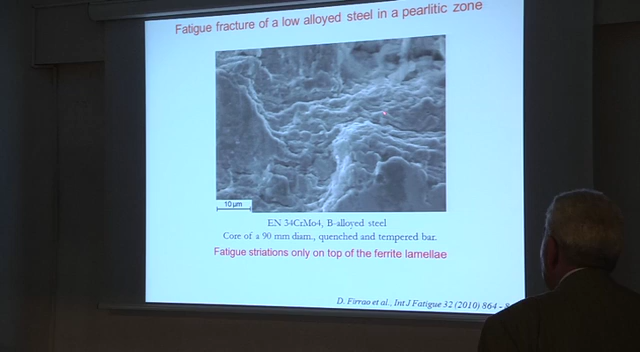 Fatigue fracture of a low alloyed steel in a pearlitic zone
10 µm
EN 34CrMo4, B-alloyed steel
Core of a 90 mm diam., quenched and tempered bar.
Fatigue striations only on top of the ferrite lamellae
D. Firrao et al., Int J Fatigue 32 (2010) 864 -